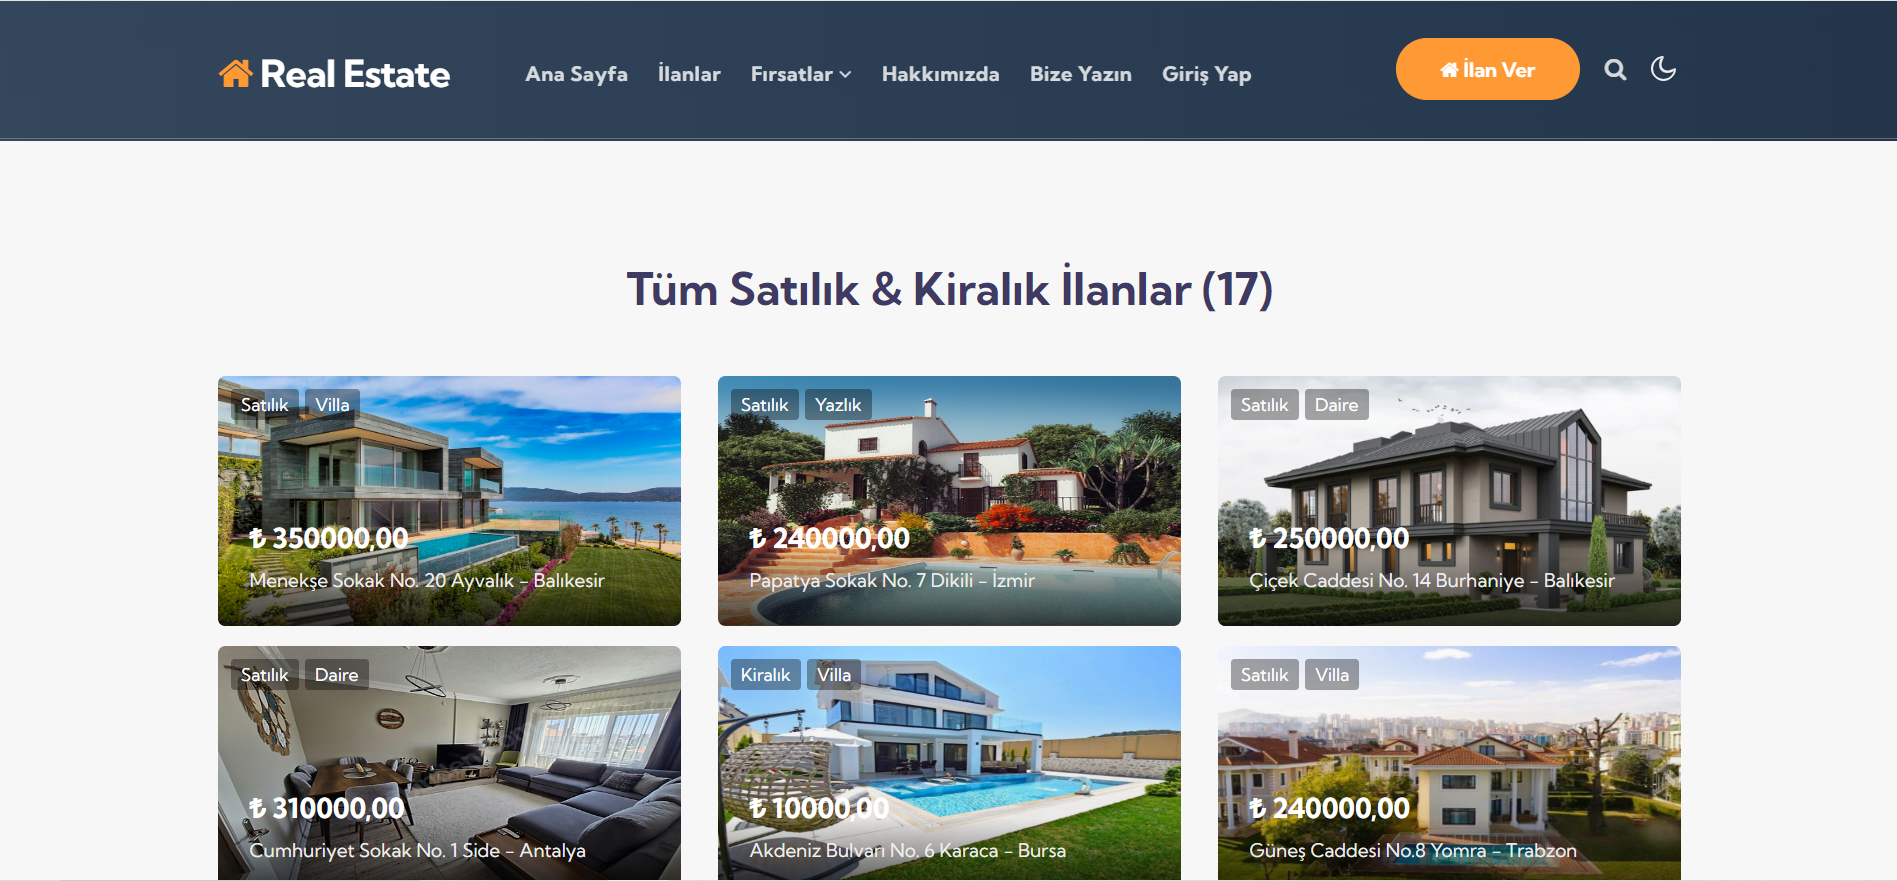 Real Estate
Ana Sayfa İlanlar Fırsatlar Hakkımızda Bize Yazın Giriş Yap
İlan Ver
Tüm Satılık & Kiralık İlanlar (17)
Satılık Villa
₺ 350000,00
Menekşe Sokak No. 20 Ayvalık - Balıkesir
Satılık Yazlık
₺ 240000,00
Papatya Sokak No. 7 Dikili - İzmir
Satılık Daire
₺ 250000,00
Çiçek Caddesi No. 14 Burhaniye - Balıkesir
Satılık Daire
₺ 310000,00
Cumhuriyet Sokak No. 1 Side - Antalya
Kiralık Villa
₺ 10000,00
Akdeniz Bulvarı No. 6 Karaca - Bursa
Satılık Villa
₺ 240000,00
Güneş Caddesi No.8 Yomra - Trabzon